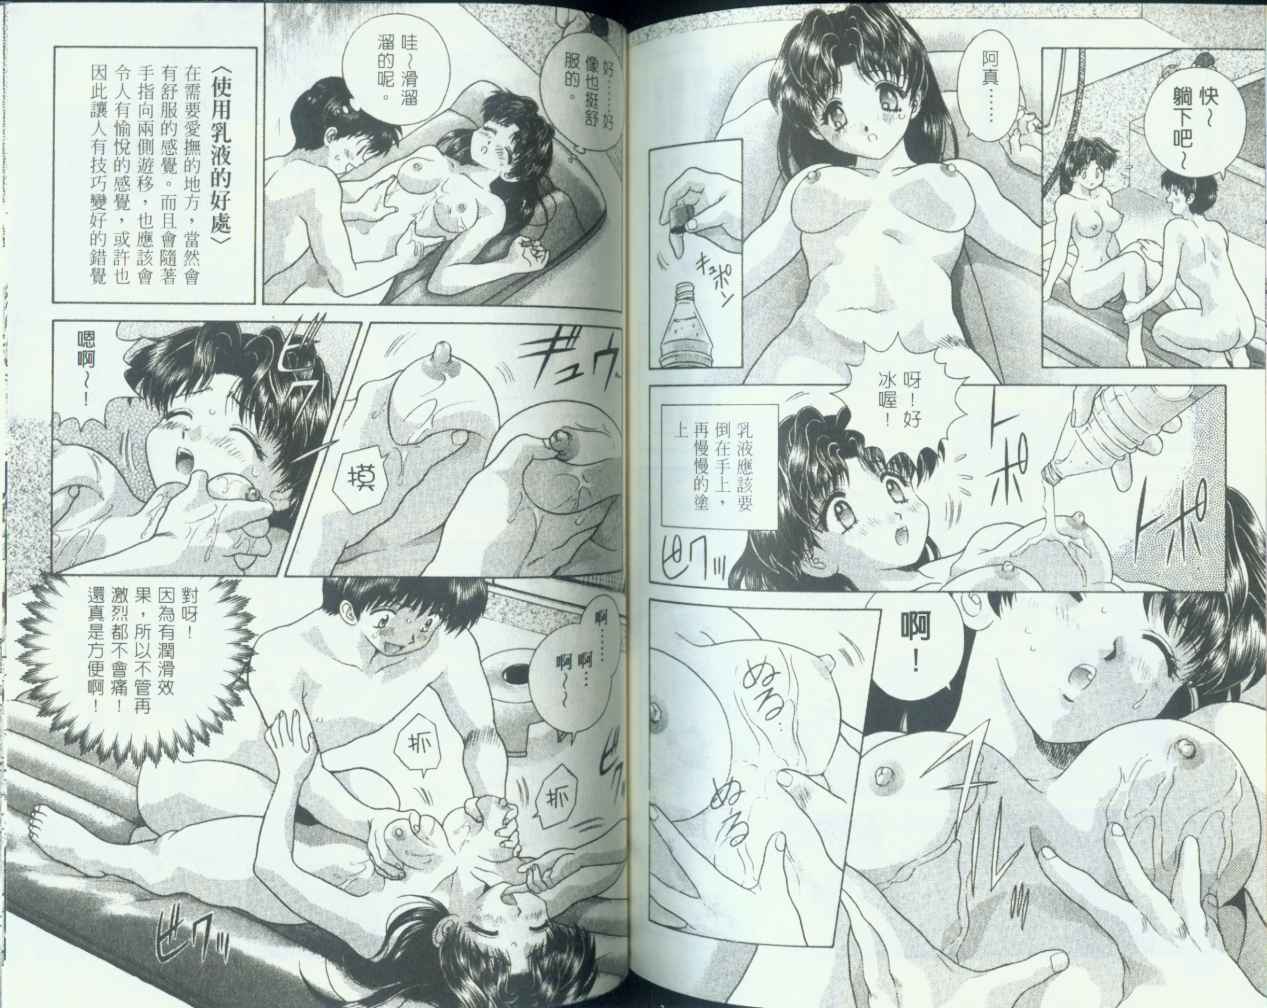 快～
躺下吧～
阿真……
キュポン
呀！好
冰喔！
トポ
トポ
乳液應該要
倒在手上，
再慢慢的塗
上
ビクッ
啊！
ぬる
ぬる
好……好
像也挺舒
服的。
哇～滑溜
溜的呢。
〈使用乳液的好處〉
在需要愛撫的地方，當然會
有舒服的感覺。而且會隨著
手指向兩側遊移，也應該會
令人有愉悅的感覺，或許也
因此讓人有技巧變好的錯覺
ギュウ
摸
ビク
嗯啊～！
啊……
啊…
啊～
抓
抓
對呀！
因為有潤滑效
果，所以不管再
激烈都不會痛！
還真是方便啊！
ビクッ